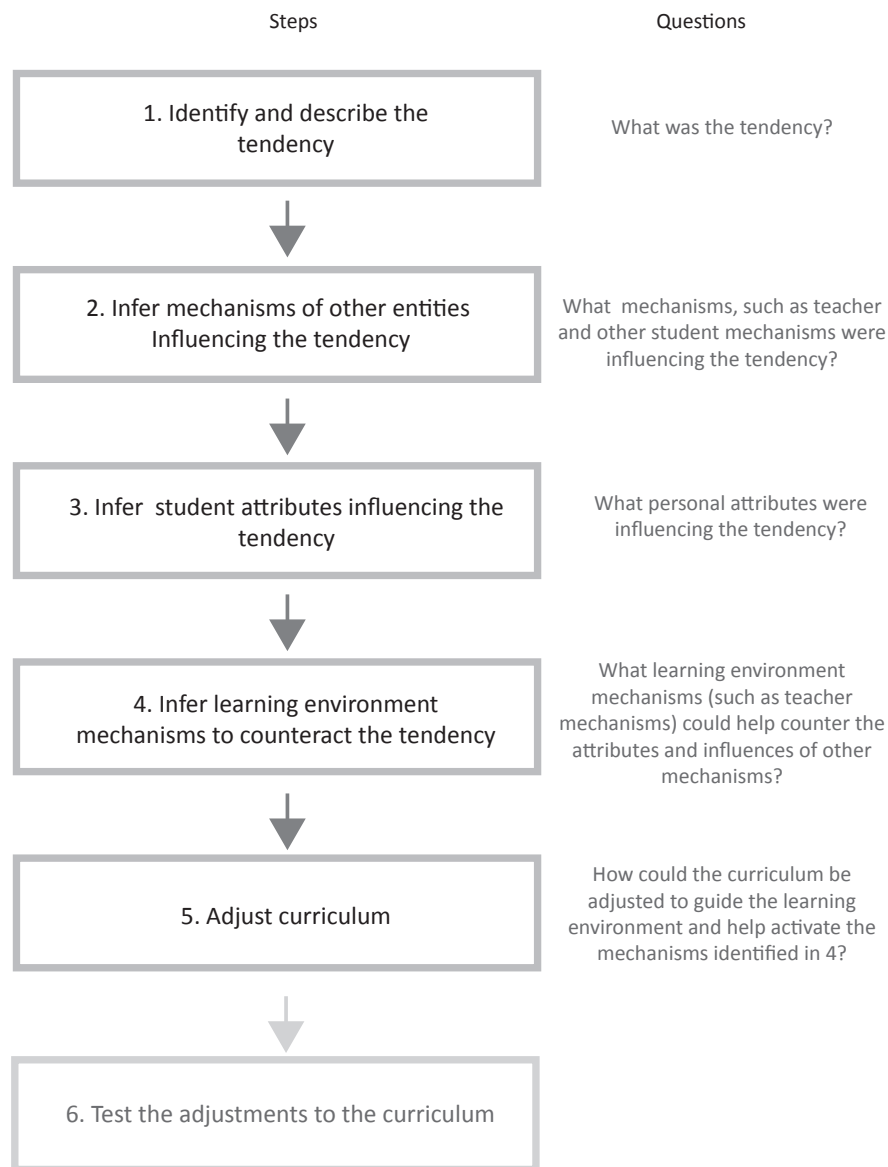 Steps
Questions
1. Identify and describe the
tendency
What was the tendency?
2. Infer mechanisms of other entities
Influencing the tendency
What mechanisms, such as teacher
and other student mechanisms were
influencing the tendency?
3. Infer student attributes influencing the
tendency
What personal attributes were
influencing the tendency?
4. Infer learning environment
mechanisms to counteract the tendency
What learning environment
mechanisms (such as teacher
mechanisms) could help counter the
attributes and influences of other
mechanisms?
5. Adjust curriculum
How could the curriculum be
adjusted to guide the learning
environment and help activate the
mechanisms identified in 4?
6. Test the adjustments to the curriculum